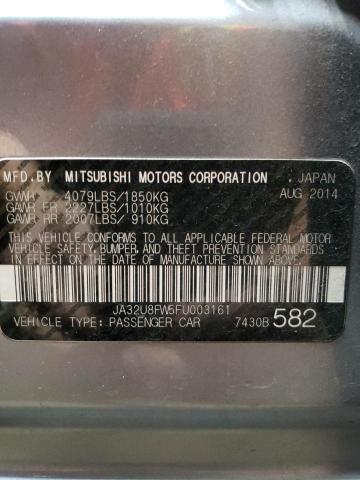 MFD.BY MITSUBISHI MOTORS CORPORATION . JAPAN
GVWR 4079LBS/1850KG AUG 2014
GAWR FR 2227LBS/1010KG
GAWR RR 2007LBS/ 910KG
THIS VEHICLE CONFORMS TO ALL APPLICABLE FEDERAL MOTOR
VEHICLE SAFETY, BUMPER, AND THEFT PREVENTION STANDARDS
IN EFFECT ON THE DATE OF MANUFACTURE SHOWN ABOVE.
JA32U8FW5FU003161
VEHICLE TYPE: PASSENGER CAR 7430B 582